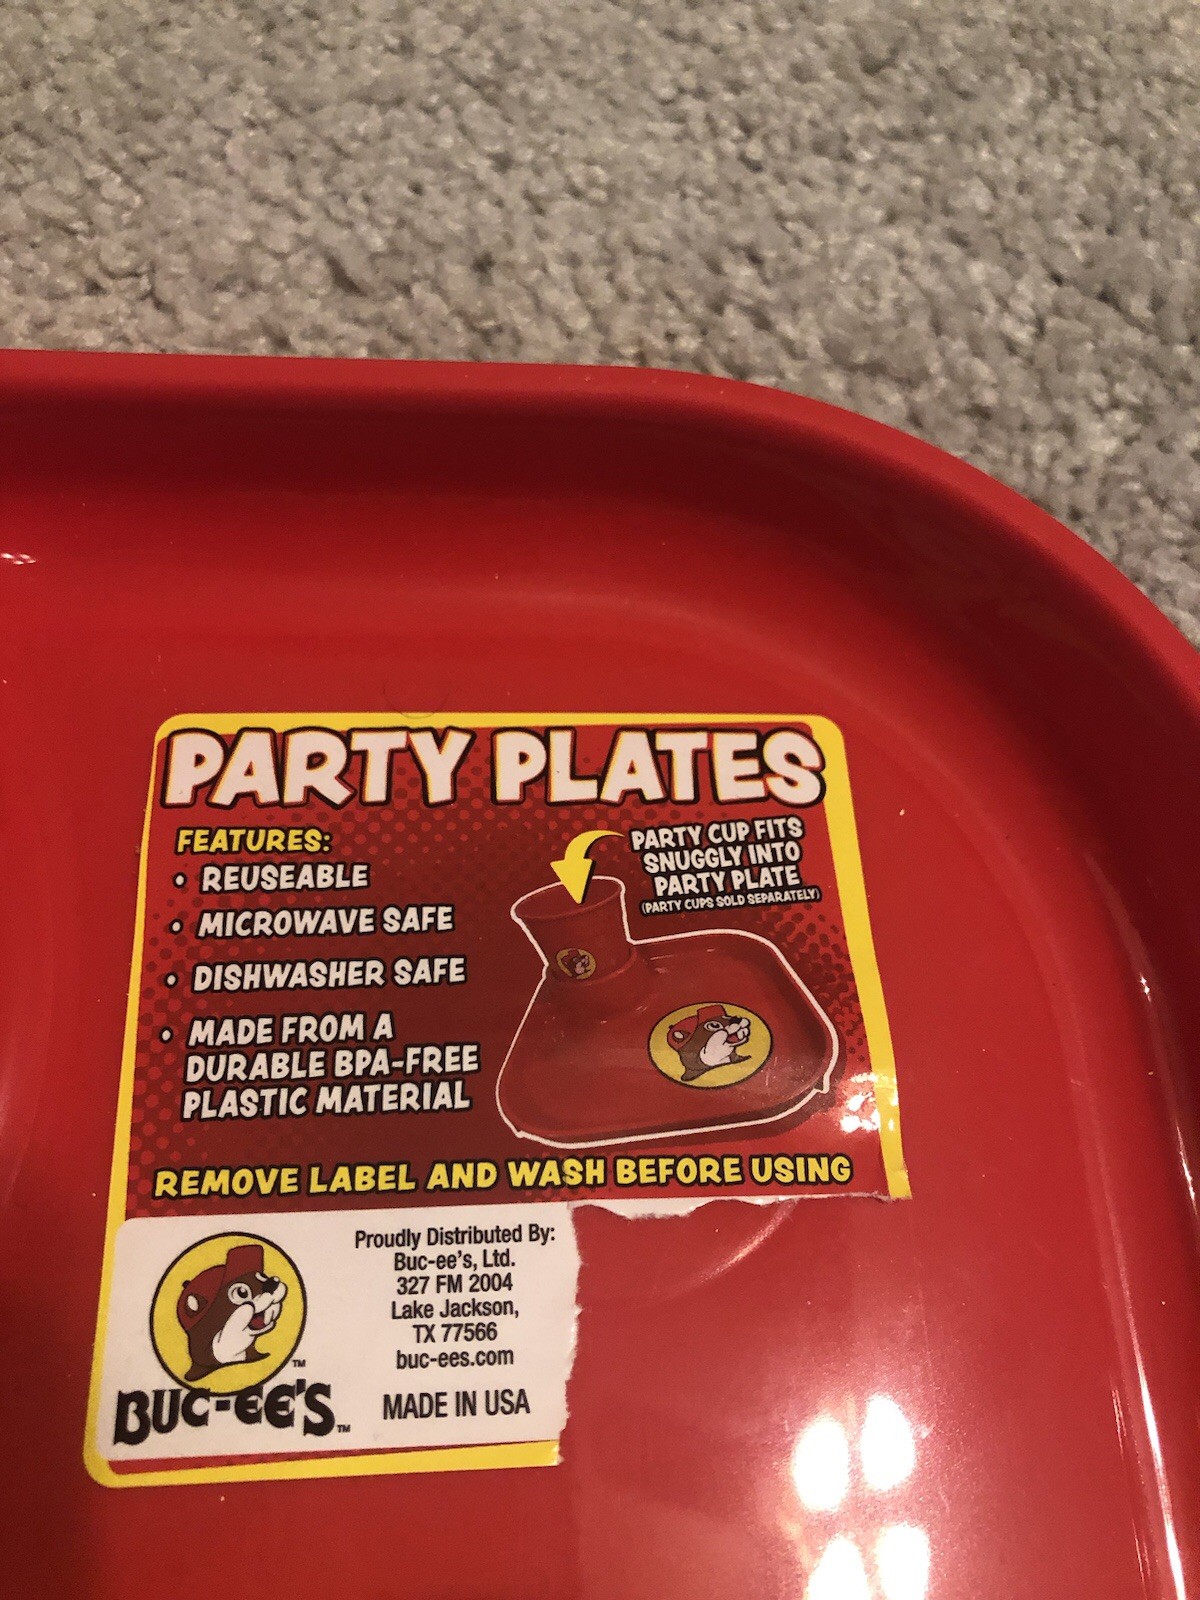 PARTY PLATES
FEATURES:
• REUSEABLE
• MICROWAVE SAFE
• DISHWASHER SAFE
• MADE FROM A
DURABLE BPA-FREE
PLASTIC MATERIAL
PARTY CUP FITS
SNUGGLY INTO
PARTY PLATE
(PARTY CUPS SOLD SEPARATELY)
REMOVE LABEL AND WASH BEFORE USING
TM
BUC-EE'S TM
Proudly Distributed By:
Buc-ee's, Ltd.
327 FM 2004
Lake Jackson,
TX 77566
buc-ees.com
MADE IN USA